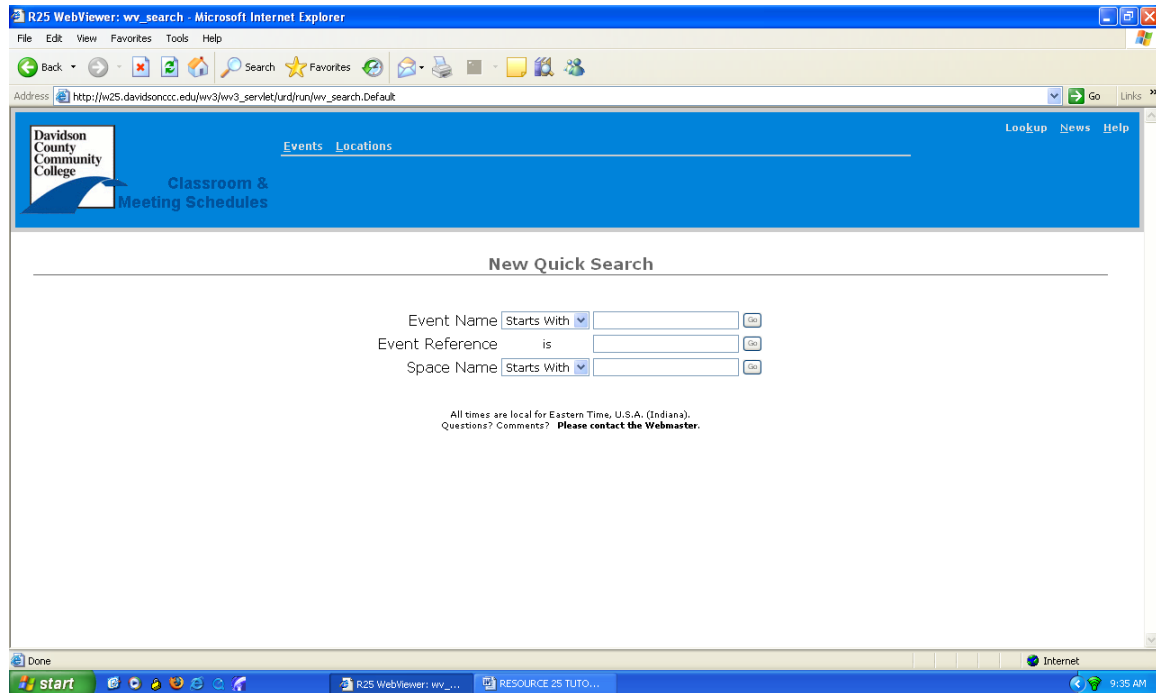 R25 WebViewer: wv_search - Microsoft Internet Explorer
File Edit View Favorites Tools Help
Back Search Favorites
Address http://w25.davidsonccc.edu/wv3/wv3_servlet/urd/run/wv_search.Default Go Links »
Davidson
County
Community
College
Classroom &
Meeting Schedules
Events Locations
Lookup News Help
New Quick Search
Event Name Starts With Go
Event Reference is Go
Space Name Starts With Go
All times are local for Eastern Time, U.S.A. (Indiana).
Questions? Comments? Please contact the Webmaster.
Done Internet
start R25 WebViewer: wv_... RESOURCE 25 TUTO... 9:35 AM